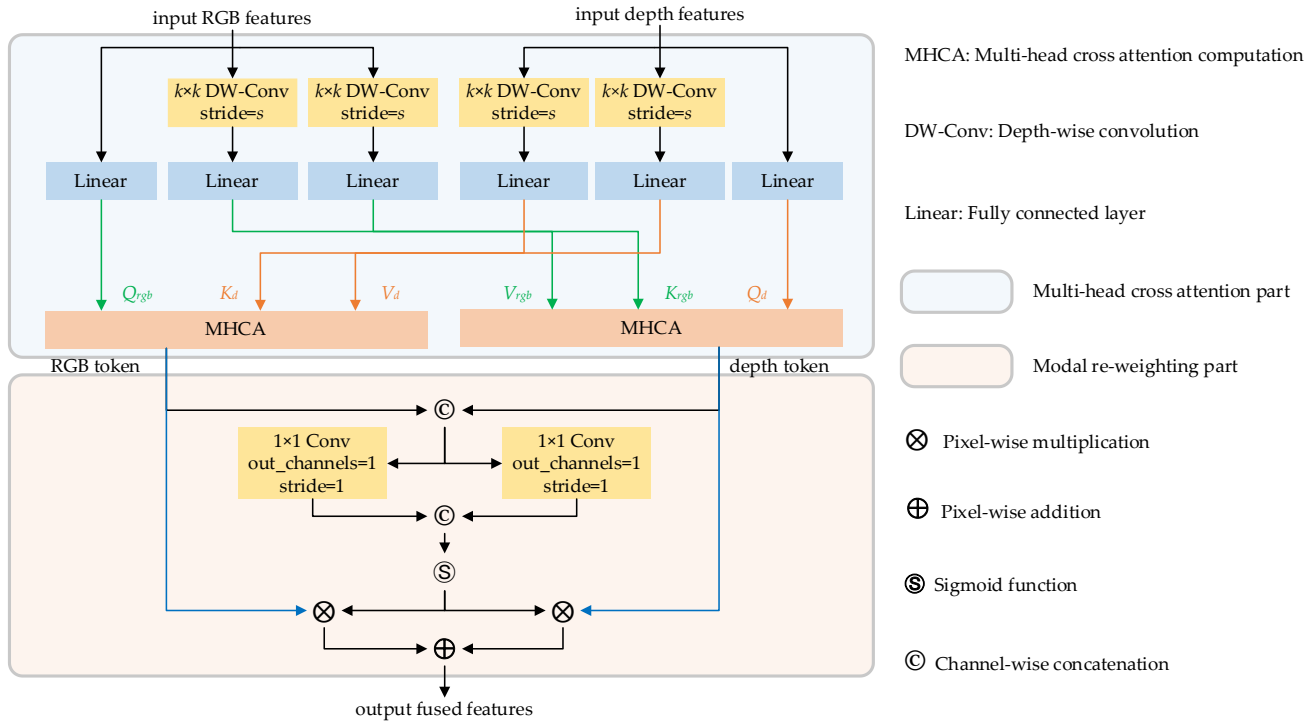 input RGB features
input depth features
k×k DW-Conv
stride=s
k×k DW-Conv
stride=s
k×k DW-Conv
stride=s
k×k DW-Conv
stride=s
Linear
Linear
Linear
Linear
Linear
Linear
Qrgb
Kd
Vd
Vrgb
Krgb
Qd
MHCA
MHCA
RGB token
depth token
©
1×1 Conv
out_channels=1
stride=1
1×1 Conv
out_channels=1
stride=1
©
Ⓢ
⊗
⊗
⊕
output fused features
MHCA: Multi-head cross attention computation
DW-Conv: Depth-wise convolution
Linear: Fully connected layer
Multi-head cross attention part
Modal re-weighting part
⊗ Pixel-wise multiplication
⊕ Pixel-wise addition
Ⓢ Sigmoid function
© Channel-wise concatenation